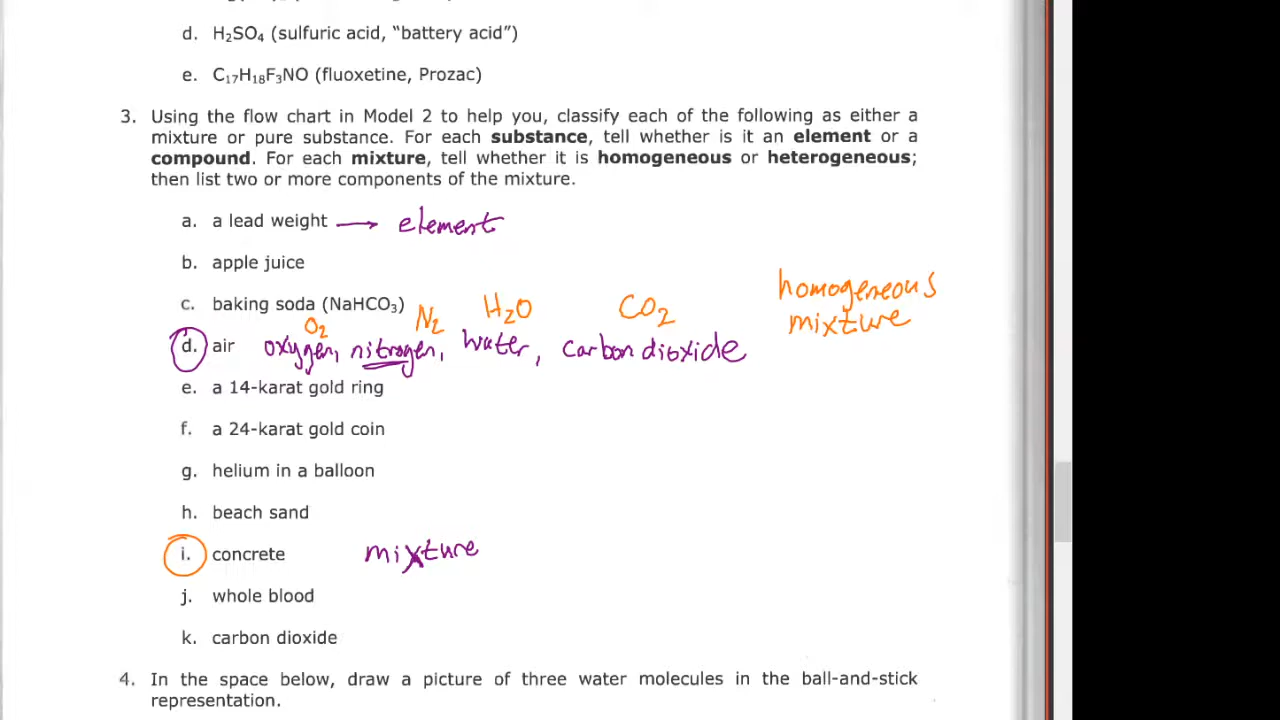 d. H₂SO₄ (sulfuric acid, “battery acid”)
e. C₁₇H₁₈F₃NO (fluoxetine, Prozac)
3. Using the flow chart in Model 2 to help you, classify each of the following as either a
mixture or pure substance. For each substance, tell whether is it an element or a
compound. For each mixture, tell whether it is homogeneous or heterogeneous;
then list two or more components of the mixture.
a. a lead weight → element
b. apple juice
homogeneous
c. baking soda (NaHCO₃)
O₂ N₂ H₂O CO₂ mixture
d. air oxygen, nitrogen, water, carbon dioxide
e. a 14-karat gold ring
f. a 24-karat gold coin
g. helium in a balloon
h. beach sand
i. concrete mixture
j. whole blood
k. carbon dioxide
4. In the space below, draw a picture of three water molecules in the ball-and-stick
representation.